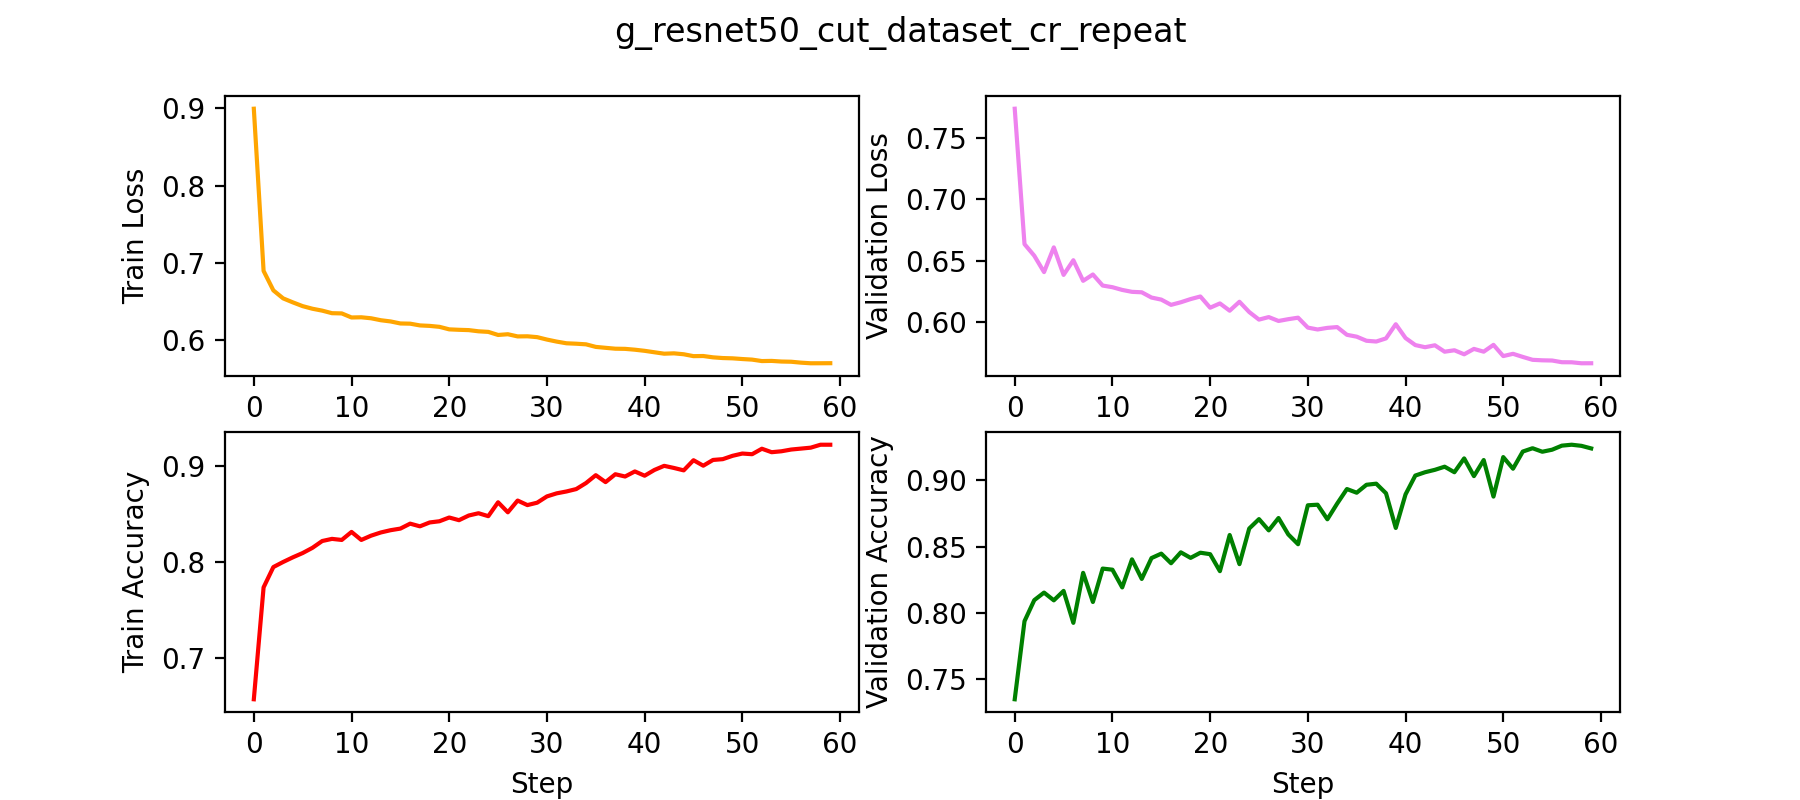 g_resnet50_cut_dataset_cr_repeat
Train Loss
0.9
0.8
0.7
0.6
0 10 20 30 40 50 60
Validation Loss
0.75
0.70
0.65
0.60
0 10 20 30 40 50 60
Train Accuracy
0.9
0.8
0.7
0 10 20 30 40 50 60
Step
Validation Accuracy
0.90
0.85
0.80
0.75
0 10 20 30 40 50 60
Step